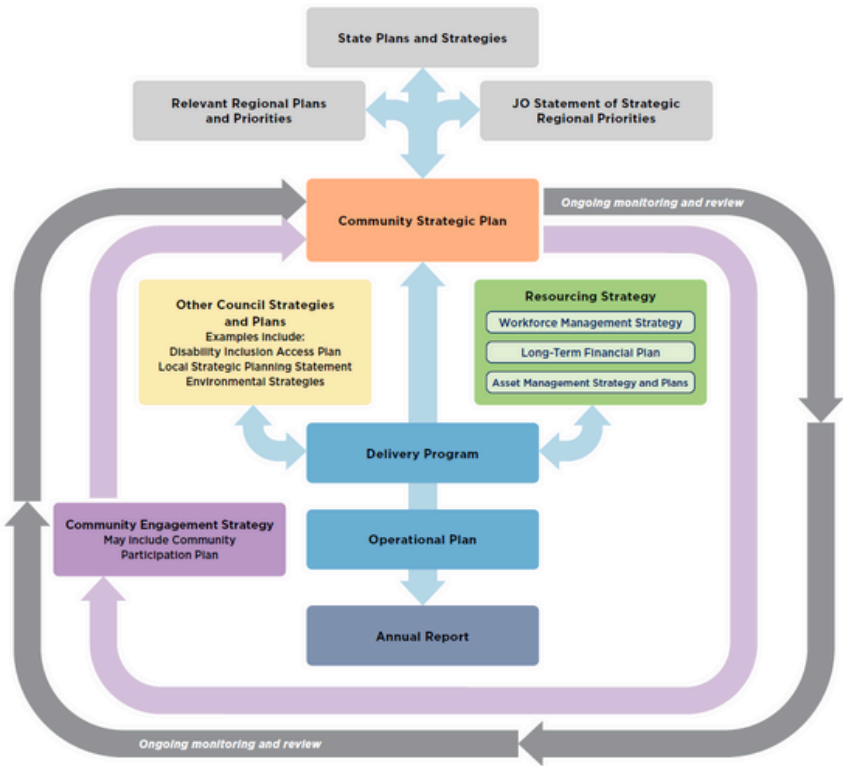 State Plans and Strategies
Relevant Regional Plans
and Priorities
JO Statement of Strategic
Regional Priorities
Community Strategic Plan
Ongoing monitoring and review
Other Council Strategies
and Plans
Examples include:
Disability Inclusion Access Plan
Local Strategic Planning Statement
Environmental Strategies
Resourcing Strategy
Workforce Management Strategy
Long-Term Financial Plan
Asset Management Strategy and Plans
Delivery Program
Community Engagement Strategy
May include Community
Participation Plan
Operational Plan
Annual Report
Ongoing monitoring and review